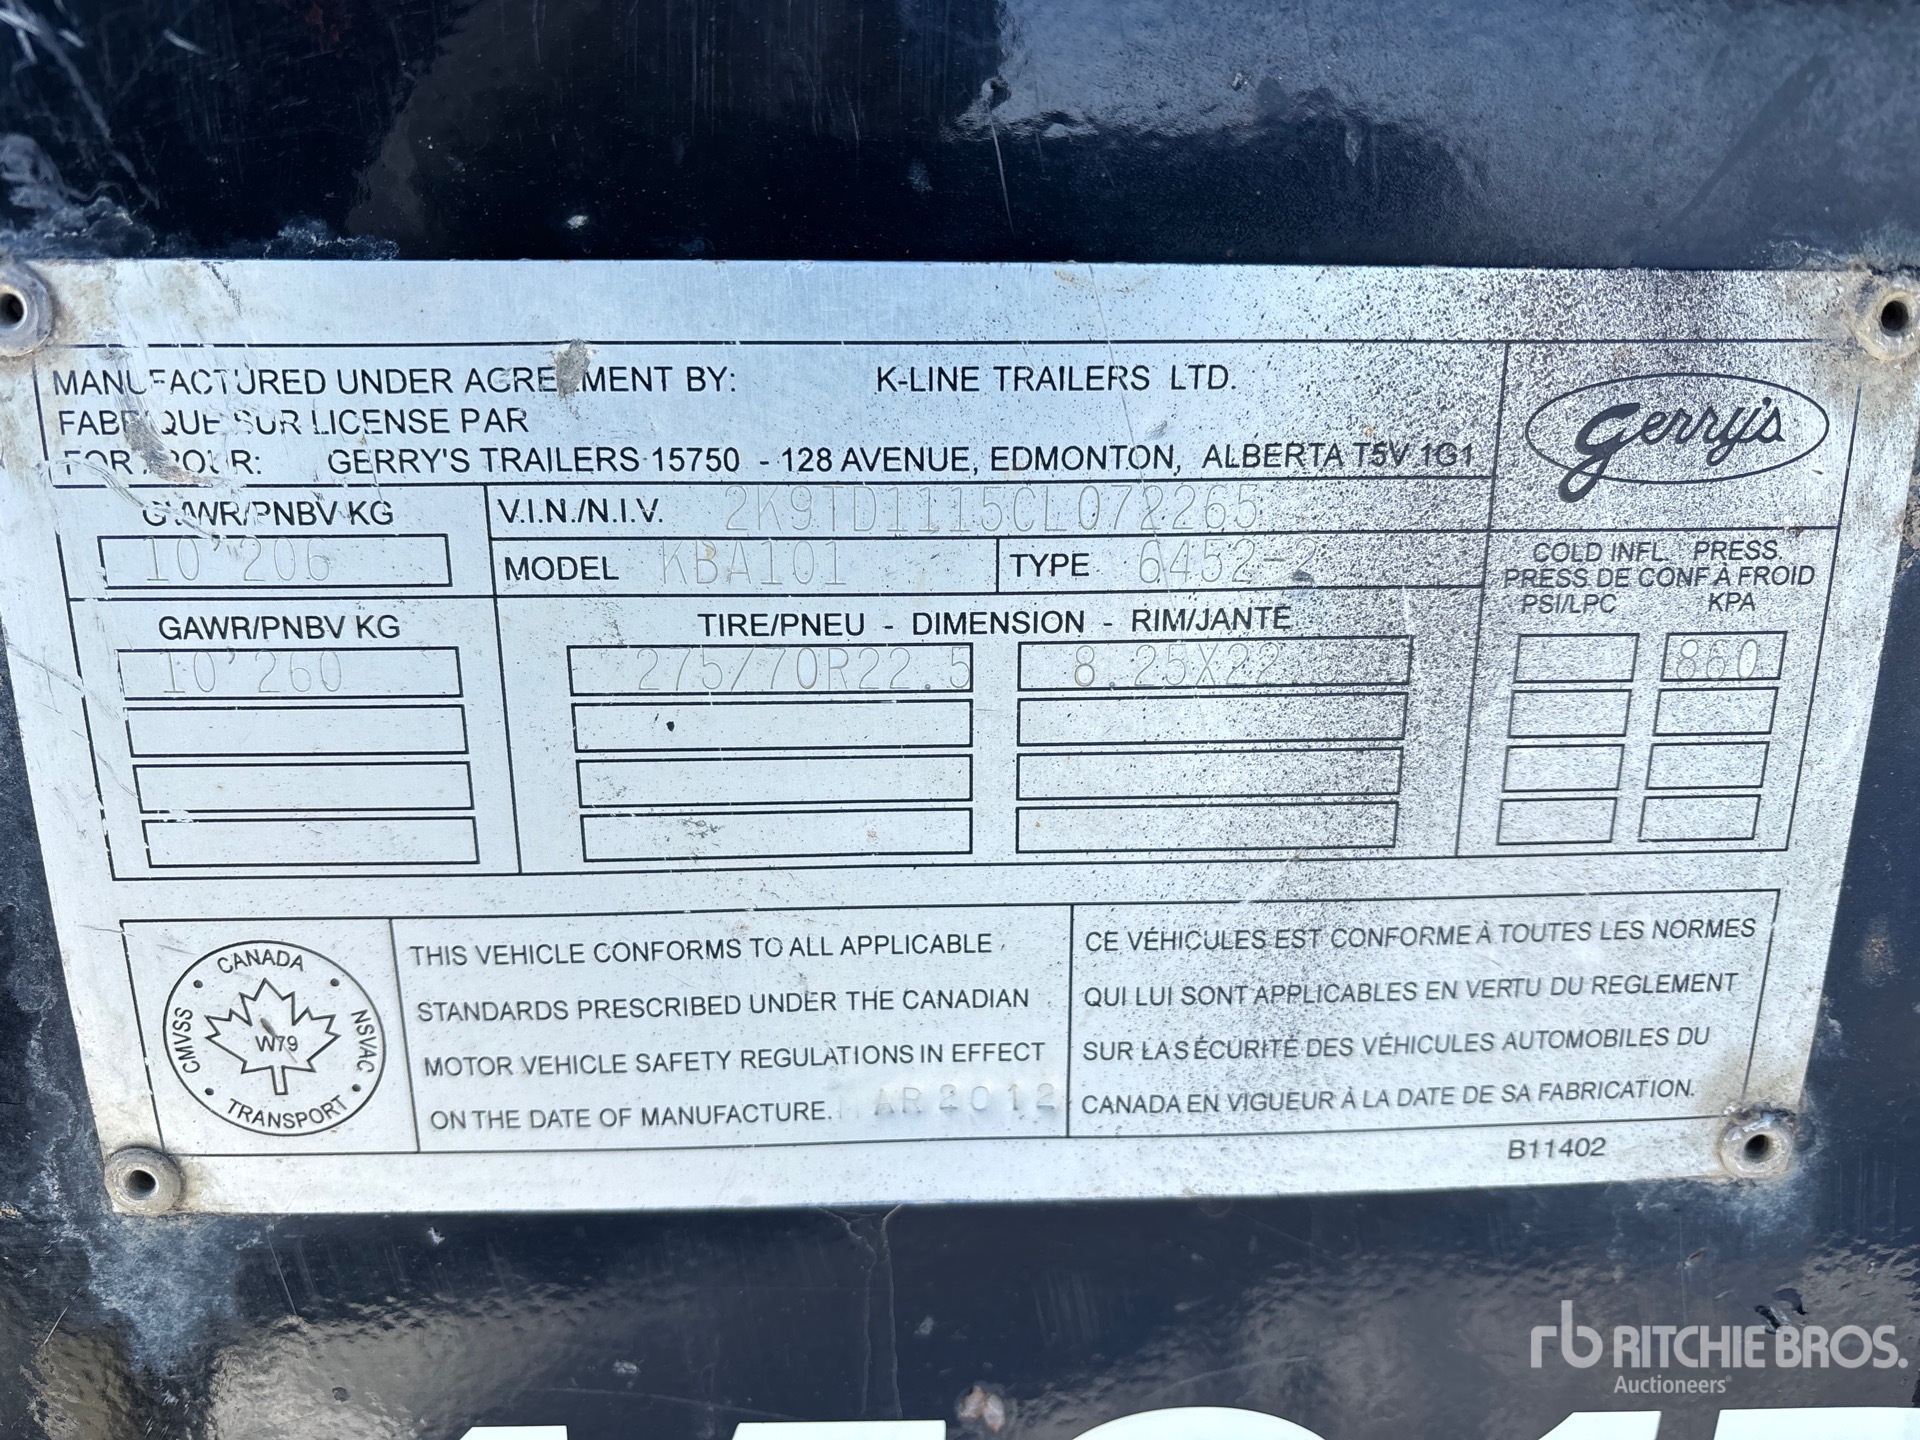 MANUFACTURED UNDER AGREEMENT BY: K-LINE TRAILERS LTD.
FABRIQUE SUR LICENSE PAR
FOR / POUR: GERRY'S TRAILERS 15750 - 128 AVENUE, EDMONTON, ALBERTA T5V 1G1
Gerry's
GVWR/PNBV KG
10'206
V.I.N./N.I.V. 2K9TD1115CL072265
MODEL KBA101 TYPE 6452-2
COLD INFL. PRESS.
PRESS DE CONF À FROID
PSI/LPC KPA
GAWR/PNBV KG TIRE/PNEU - DIMENSION - RIM/JANTE
10'260 275/70R22.5 8.25X22 860
CANADA
CMVSS NSVAC
W79
TRANSPORT
THIS VEHICLE CONFORMS TO ALL APPLICABLE
STANDARDS PRESCRIBED UNDER THE CANADIAN
MOTOR VEHICLE SAFETY REGULATIONS IN EFFECT
ON THE DATE OF MANUFACTURE. MAR 2012
CE VÉHICULES EST CONFORME À TOUTES LES NORMES
QUI LUI SONT APPLICABLES EN VERTU DU REGLEMENT
SUR LA SÉCURITÉ DES VÉHICULES AUTOMOBILES DU
CANADA EN VIGUEUR À LA DATE DE SA FABRICATION.
B11402
rb RITCHIE BROS.
Auctioneers